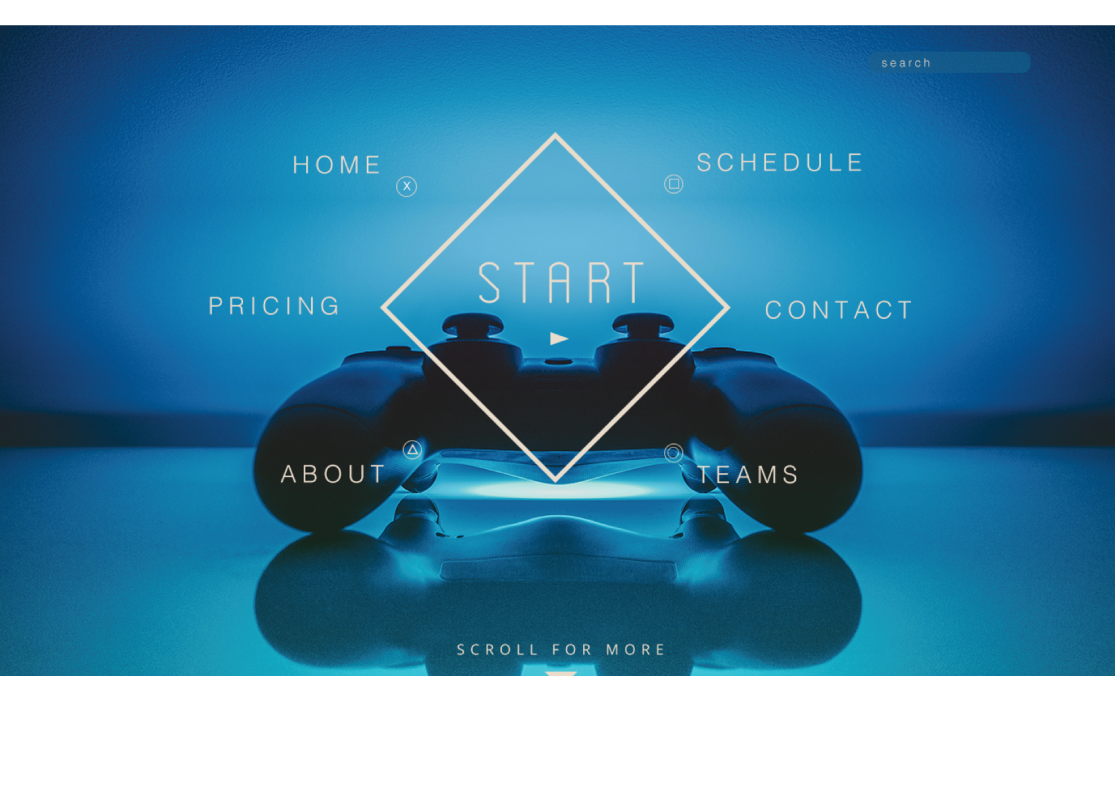 search
HOME
X
SCHEDULE
START
PRICING
CONTACT
ABOUT
TEAMS
SCROLL FOR MORE